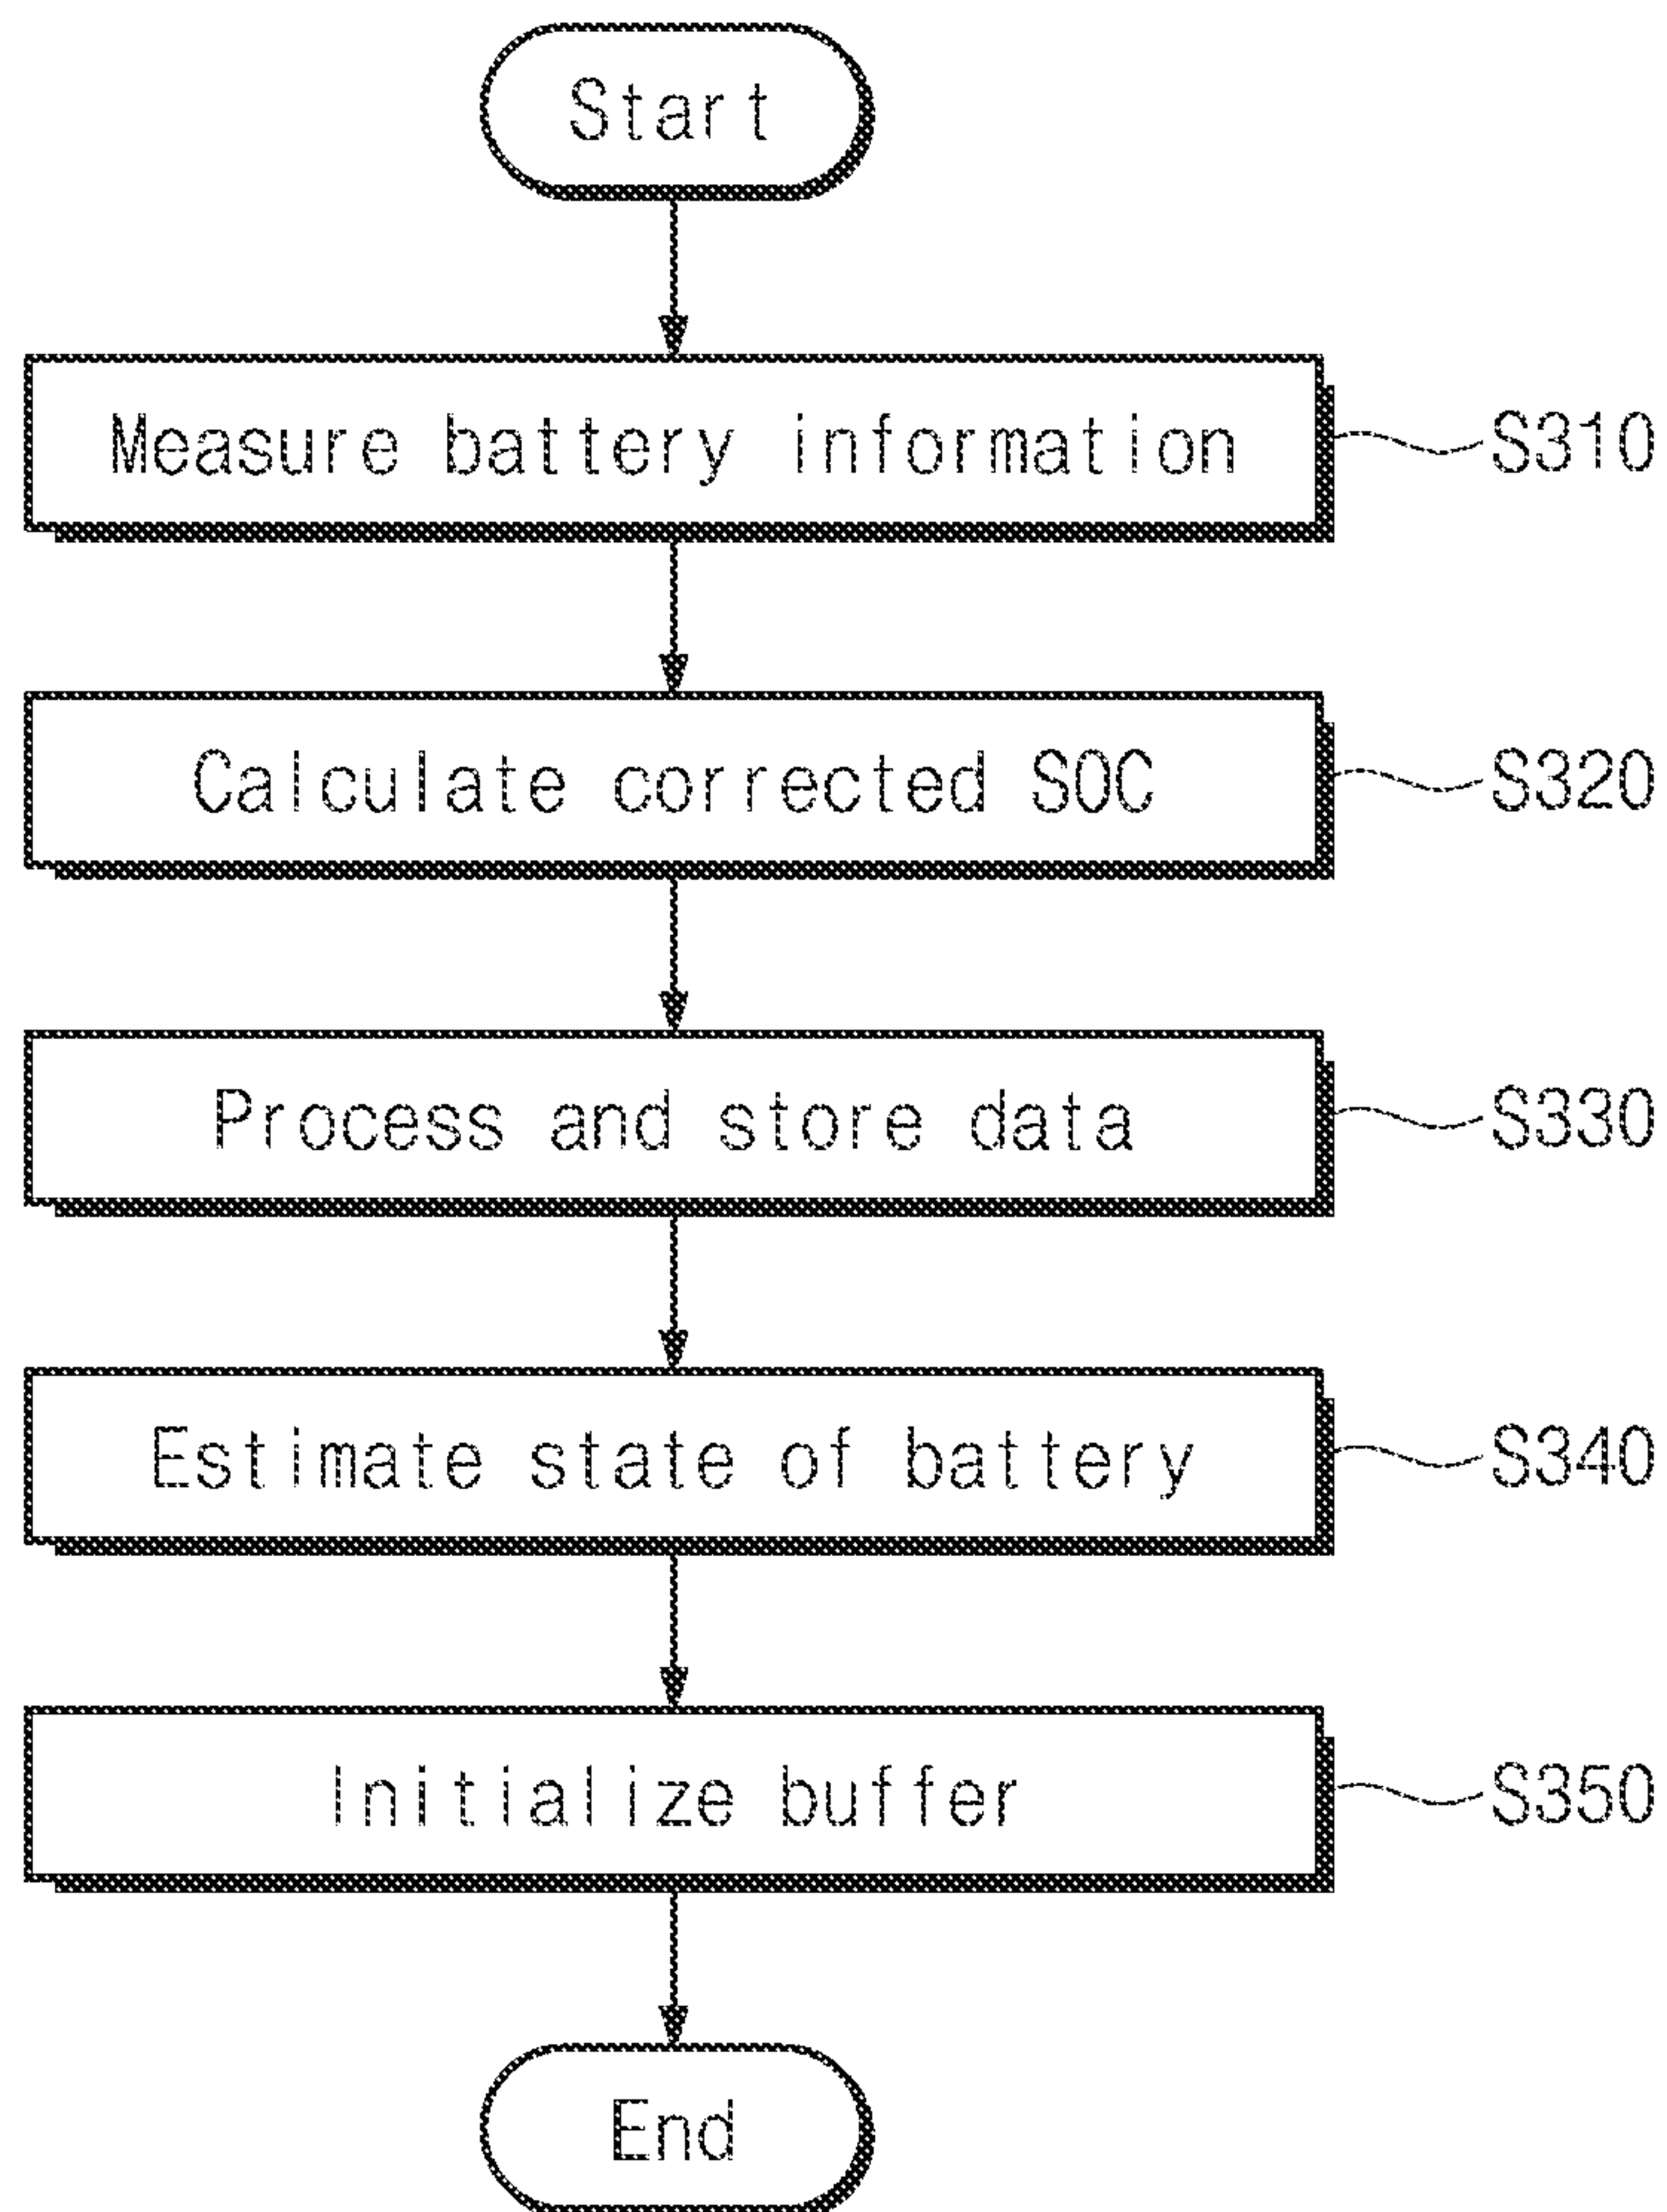 Start
Measure battery information
S310
Calculate corrected SOC
S320
Process and store data
S330
Estimate state of battery
S340
Initialize buffer
S350
End